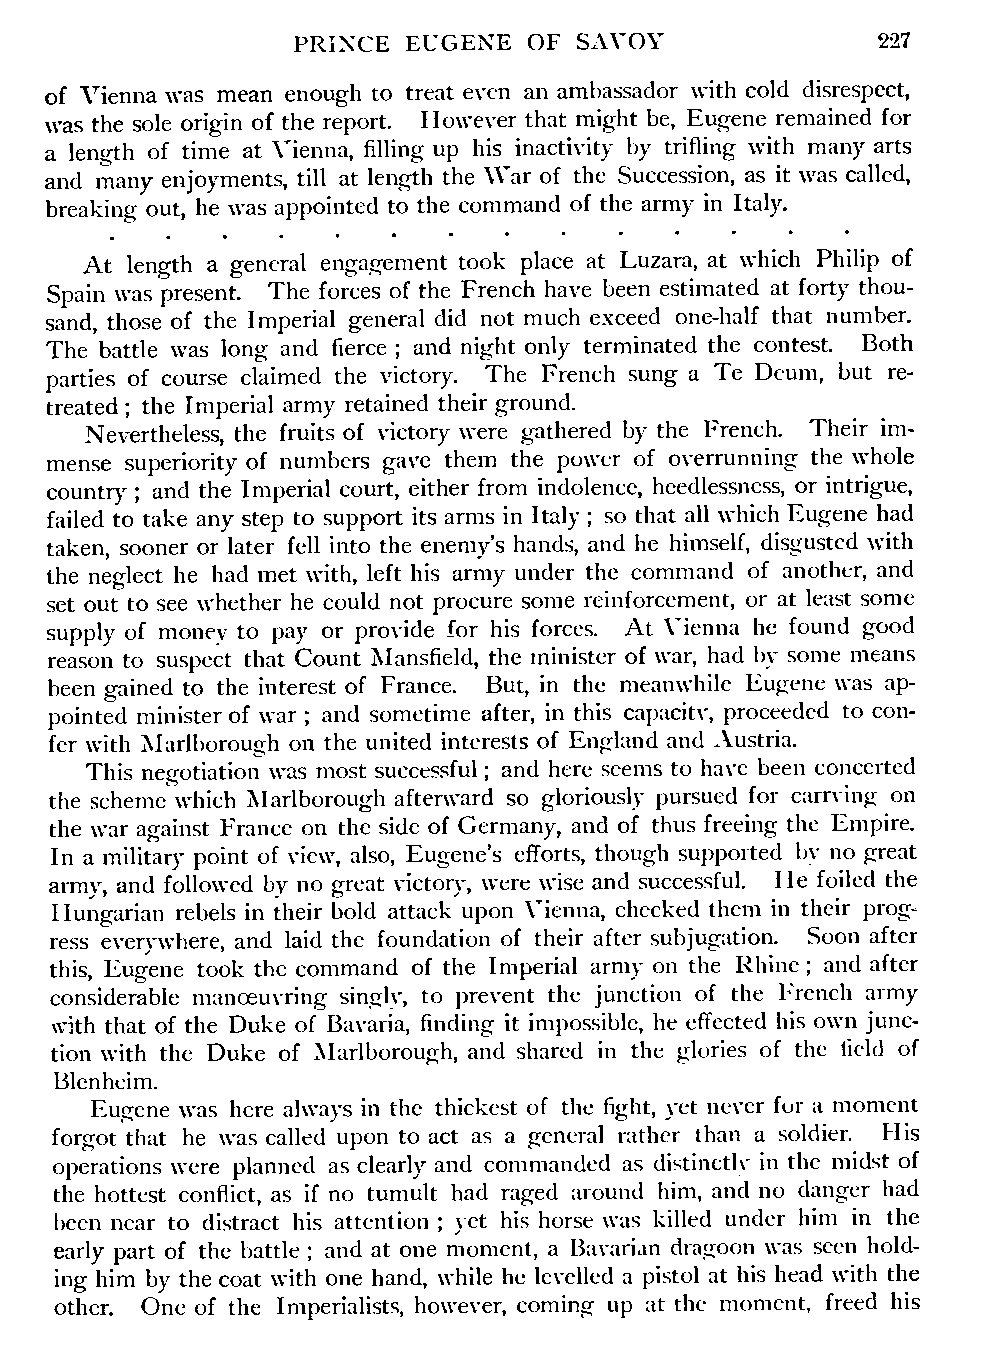 PRINCE EUGENE OF SAVOY 227
of Vienna was mean enough to treat even an ambassador with cold disrespect,
was the sole origin of the report. However that might be, Eugene remained for
a length of time at Vienna, filling up his inactivity by trifling with many arts
and many enjoyments, till at length the War of the Succession, as it was called,
breaking out, he was appointed to the command of the army in Italy.
. . . . . . . . . . . . . .
At length a general engagement took place at Luzara, at which Philip of
Spain was present. The forces of the French have been estimated at forty thou-
sand, those of the Imperial general did not much exceed one-half that number.
The battle was long and fierce ; and night only terminated the contest. Both
parties of course claimed the victory. The French sung a Te Deum, but re-
treated ; the Imperial army retained their ground.
Nevertheless, the fruits of victory were gathered by the French. Their im-
mense superiority of numbers gave them the power of overrunning the whole
country ; and the Imperial court, either from indolence, heedlessness, or intrigue,
failed to take any step to support its arms in Italy ; so that all which Eugene had
taken, sooner or later fell into the enemy's hands, and he himself, disgusted with
the neglect he had met with, left his army under the command of another, and
set out to see whether he could not procure some reinforcement, or at least some
supply of money to pay or provide for his forces. At Vienna he found good
reason to suspect that Count Mansfield, the minister of war, had by some means
been gained to the interest of France. But, in the meanwhile Eugene was ap-
pointed minister of war ; and sometime after, in this capacity, proceeded to con-
fer with Marlborough on the united interests of England and Austria.
This negotiation was most successful ; and here seems to have been concerted
the scheme which Marlborough afterward so gloriously pursued for carrying on
the war against France on the side of Germany, and of thus freeing the Empire.
In a military point of view, also, Eugene's efforts, though supported by no great
army, and followed by no great victory, were wise and successful. He foiled the
Hungarian rebels in their bold attack upon Vienna, checked them in their prog-
ress everywhere, and laid the foundation of their after subjugation. Soon after
this, Eugene took the command of the Imperial army on the Rhine ; and after
considerable manœuvring singly, to prevent the junction of the French army
with that of the Duke of Bavaria, finding it impossible, he effected his own junc-
tion with the Duke of Marlborough, and shared in the glories of the field of
Blenheim.
Eugene was here always in the thickest of the fight, yet never for a moment
forgot that he was called upon to act as a general rather than a soldier. His
operations were planned as clearly and commanded as distinctly in the midst of
the hottest conflict, as if no tumult had raged around him, and no danger had
been near to distract his attention ; yet his horse was killed under him in the
early part of the battle ; and at one moment, a Bavarian dragoon was seen hold-
ing him by the coat with one hand, while he levelled a pistol at his head with the
other. One of the Imperialists, however, coming up at the moment, freed his